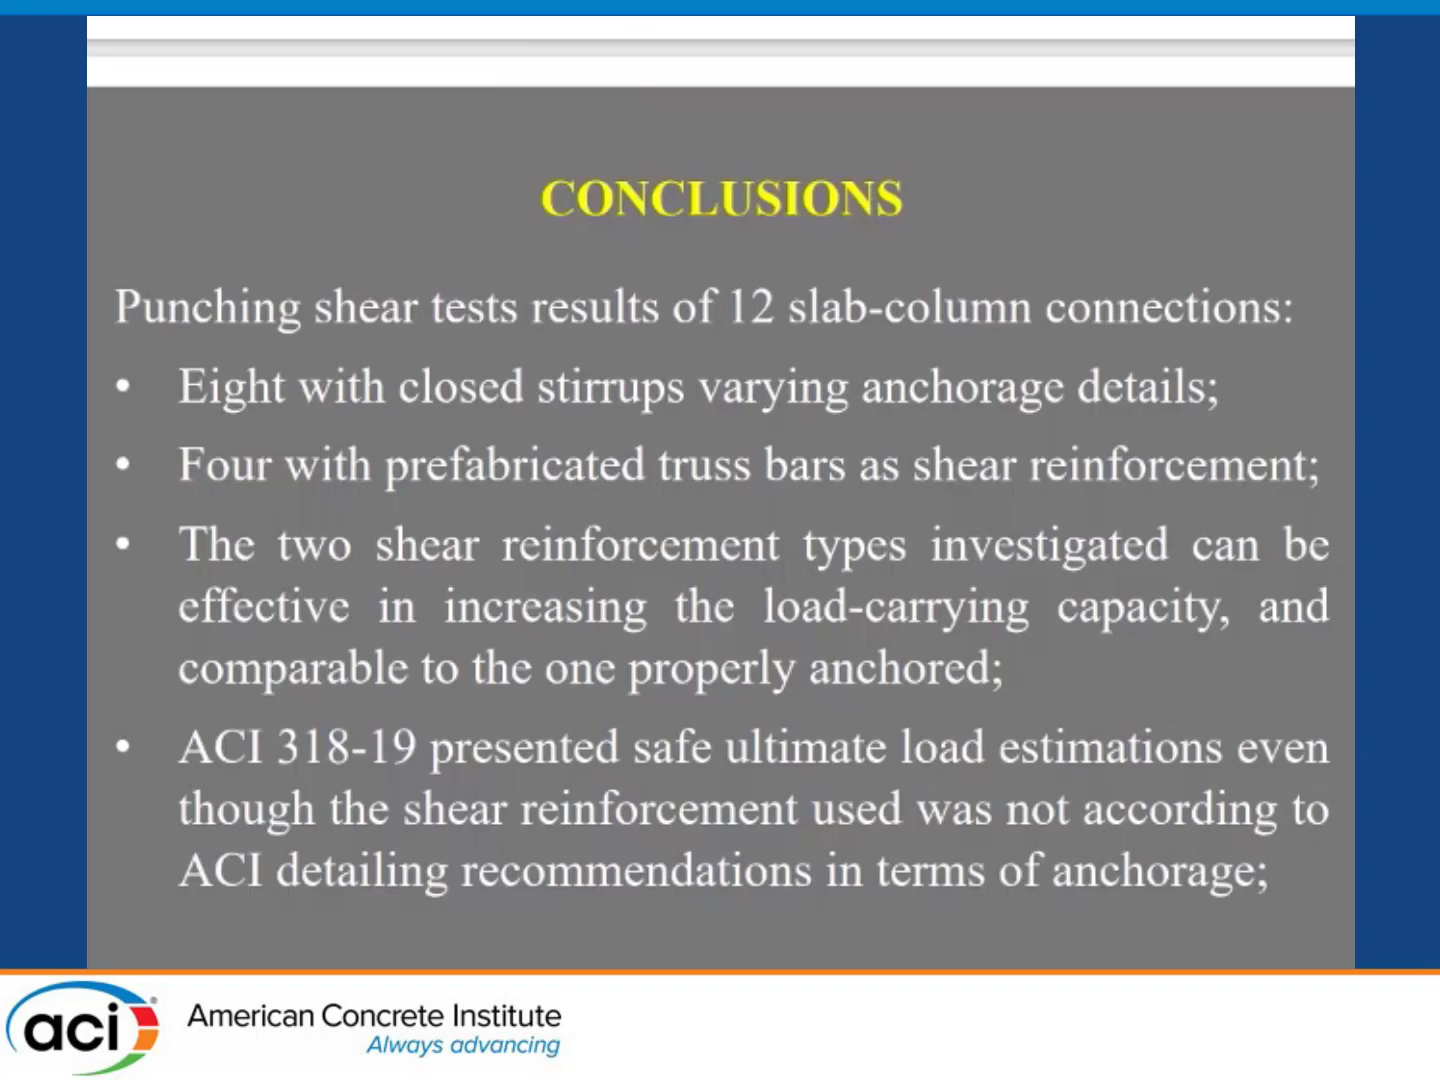 CONCLUSIONS
Punching shear tests results of 12 slab-column connections:
• Eight with closed stirrups varying anchorage details;
• Four with prefabricated truss bars as shear reinforcement;
• The two shear reinforcement types investigated can be
effective in increasing the load-carrying capacity, and
comparable to the one properly anchored;
• ACI 318-19 presented safe ultimate load estimations even
though the shear reinforcement used was not according to
ACI detailing recommendations in terms of anchorage;
aci®
American Concrete Institute
Always advancing